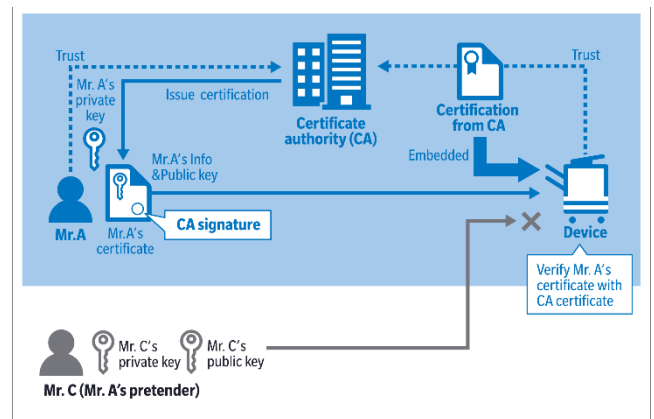 Trust
Trust
Mr. A's
private
key
Issue certification
Certificate
authority (CA)
Certification
from CA
Embedded
Mr.A's Info
&Public key
CA signature
Mr.A
Mr.A's
certificate
Device
Verify Mr. A's
certificate with
CA certificate
Mr. C's
private key
Mr. C's
public key
Mr. C (Mr. A's pretender)